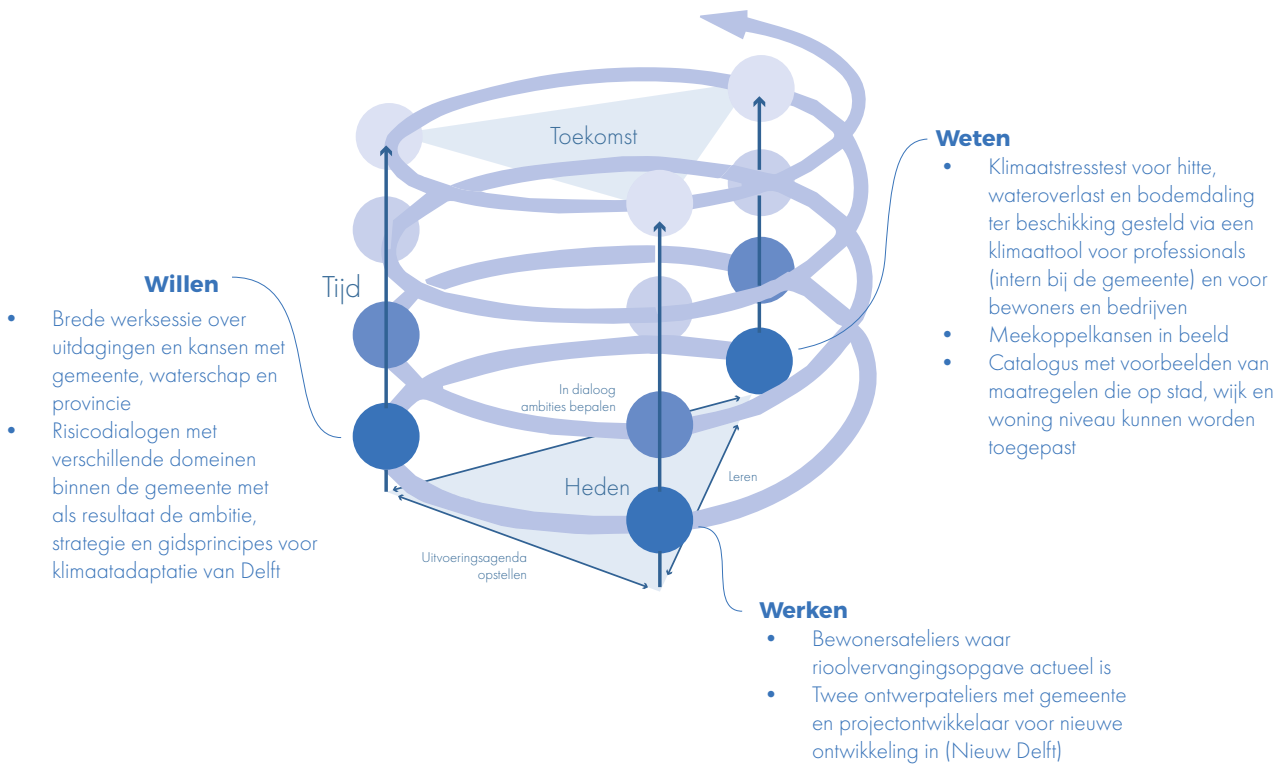 Toekomst
Tijd
In dialoog
ambities bepalen
Heden
Leren
Uitvoeringsagenda
opstellen
Willen
• Brede werksessie over
uitdagingen en kansen met
gemeente, waterschap en
provincie
• Risicodialogen met
verschillende domeinen
binnen de gemeente met
als resultaat de ambitie,
strategie en gidsprincipes voor
klimaatadaptatie van Delft
Weten
• Klimaatstresstest voor hitte,
wateroverlast en bodemdaling
ter beschikking gesteld via een
klimaattool voor professionals
(intern bij de gemeente) en voor
bewoners en bedrijven
• Meekoppelkansen in beeld
• Catalogus met voorbeelden van
maatregelen die op stad, wijk en
woning niveau kunnen worden
toegepast
Werken
• Bewonersateliers waar
rioolvervangingsopgave actueel is
• Twee ontwerpateliers met gemeente
en projectontwikkelaar voor nieuwe
ontwikkeling in (Nieuw Delft)